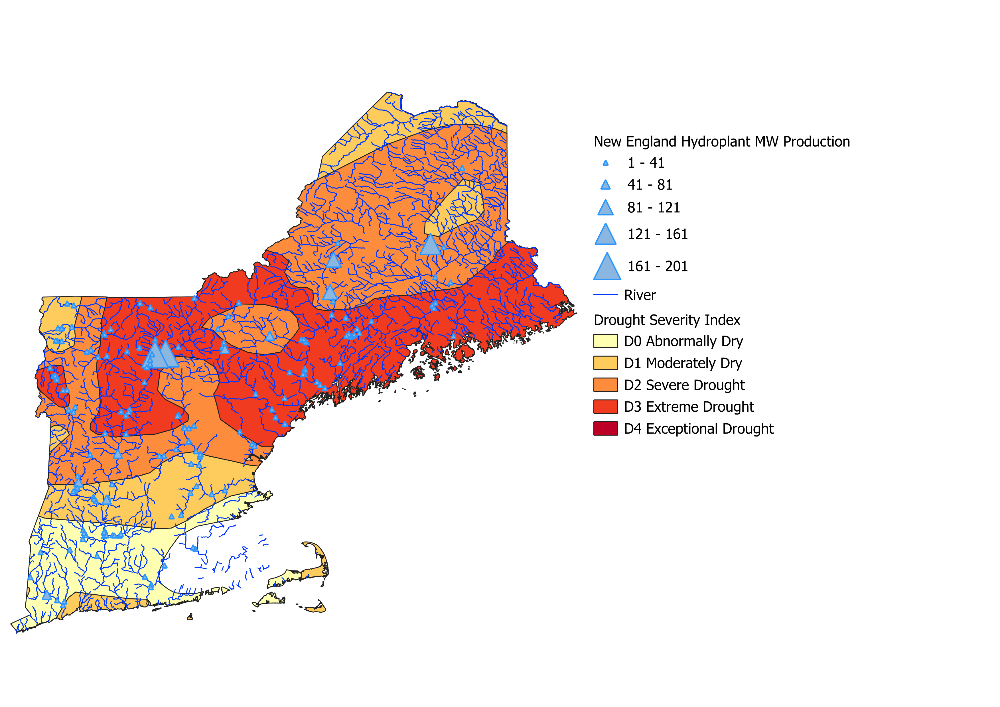 New England Hydroplant MW Production
1 - 41
41 - 81
81 - 121
121 - 161
161 - 201
River
Drought Severity Index
D0 Abnormally Dry
D1 Moderately Dry
D2 Severe Drought
D3 Extreme Drought
D4 Exceptional Drought